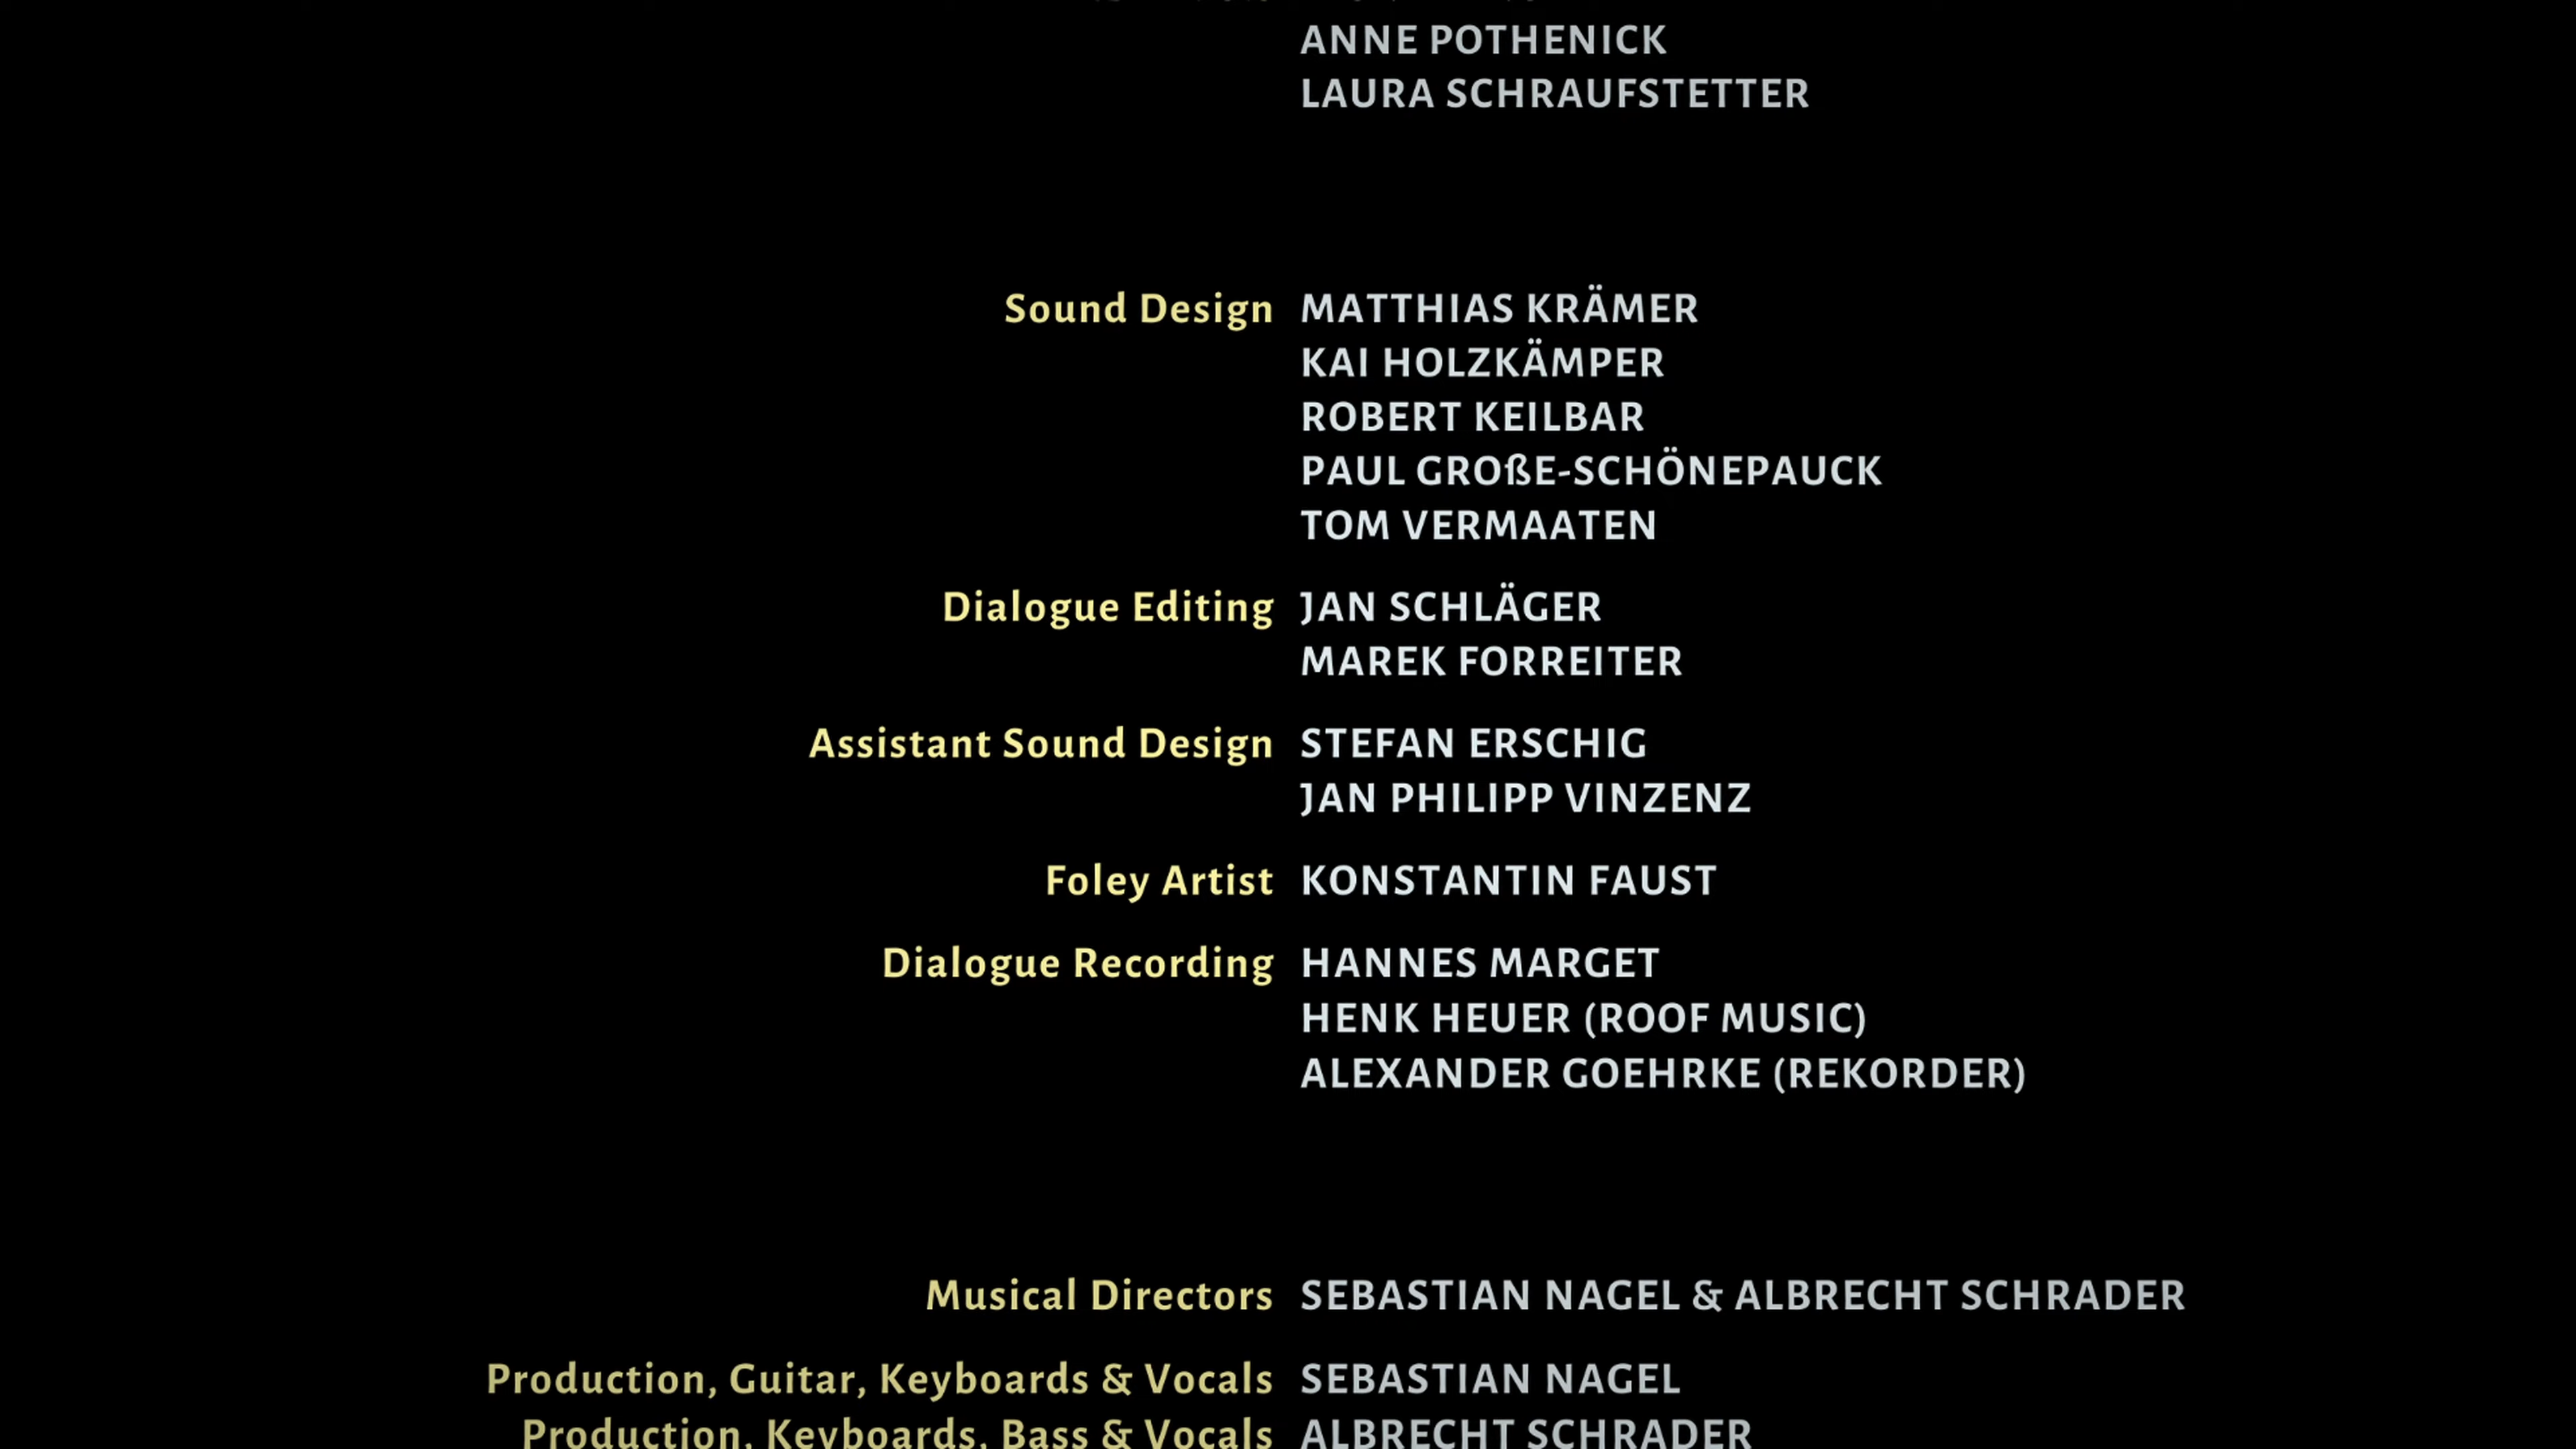 ANNE POTHENICK
LAURA SCHRAUFSTETTER
Sound Design MATTHIAS KRÄMER
KAI HOLZKÄMPER
ROBERT KEILBAR
PAUL GROßE-SCHÖNEPAUCK
TOM VERMAATEN
Dialogue Editing JAN SCHLÄGER
MAREK FORREITER
Assistant Sound Design STEFAN ERSCHIG
JAN PHILIPP VINZENZ
Foley Artist KONSTANTIN FAUST
Dialogue Recording HANNES MARGET
HENK HEUER (ROOF MUSIC)
ALEXANDER GOEHRKE (REKORDER)
Musical Directors SEBASTIAN NAGEL & ALBRECHT SCHRADER
Production, Guitar, Keyboards & Vocals SEBASTIAN NAGEL
Production, Keyboards, Bass & Vocals ALBRECHT SCHRADER